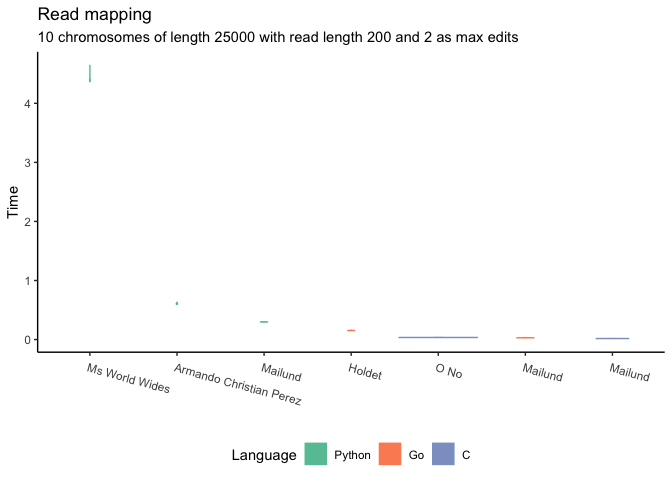 Read mapping
10 chromosomes of length 25000 with read length 200 and 2 as max edits
Time
4
3
2
1
0
Ms World Wides
Armando Christian Perez
Mailund
Holdet
O No
Mailund
Mailund
Language Python Go C